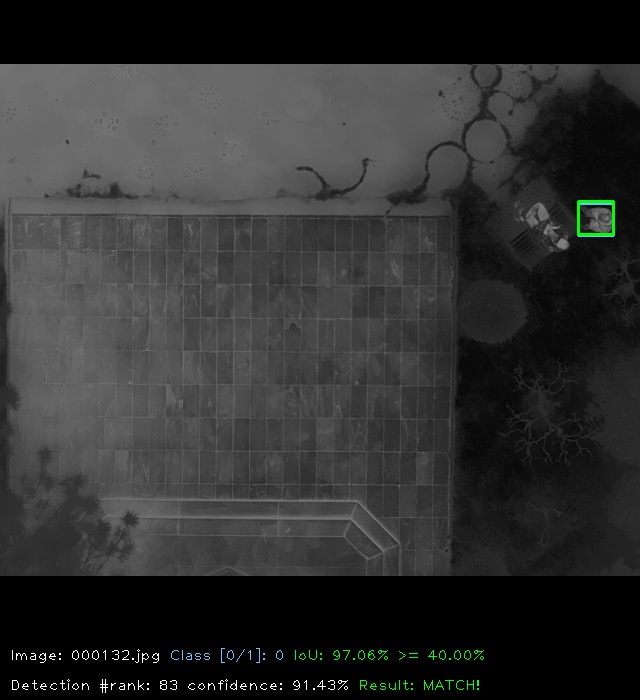 Image: 000132.jpg Class [0/1]: 0 IoU: 97.06% >= 40.00%
Detection #rank: 83 confidence: 91.43% Result: MATCH!